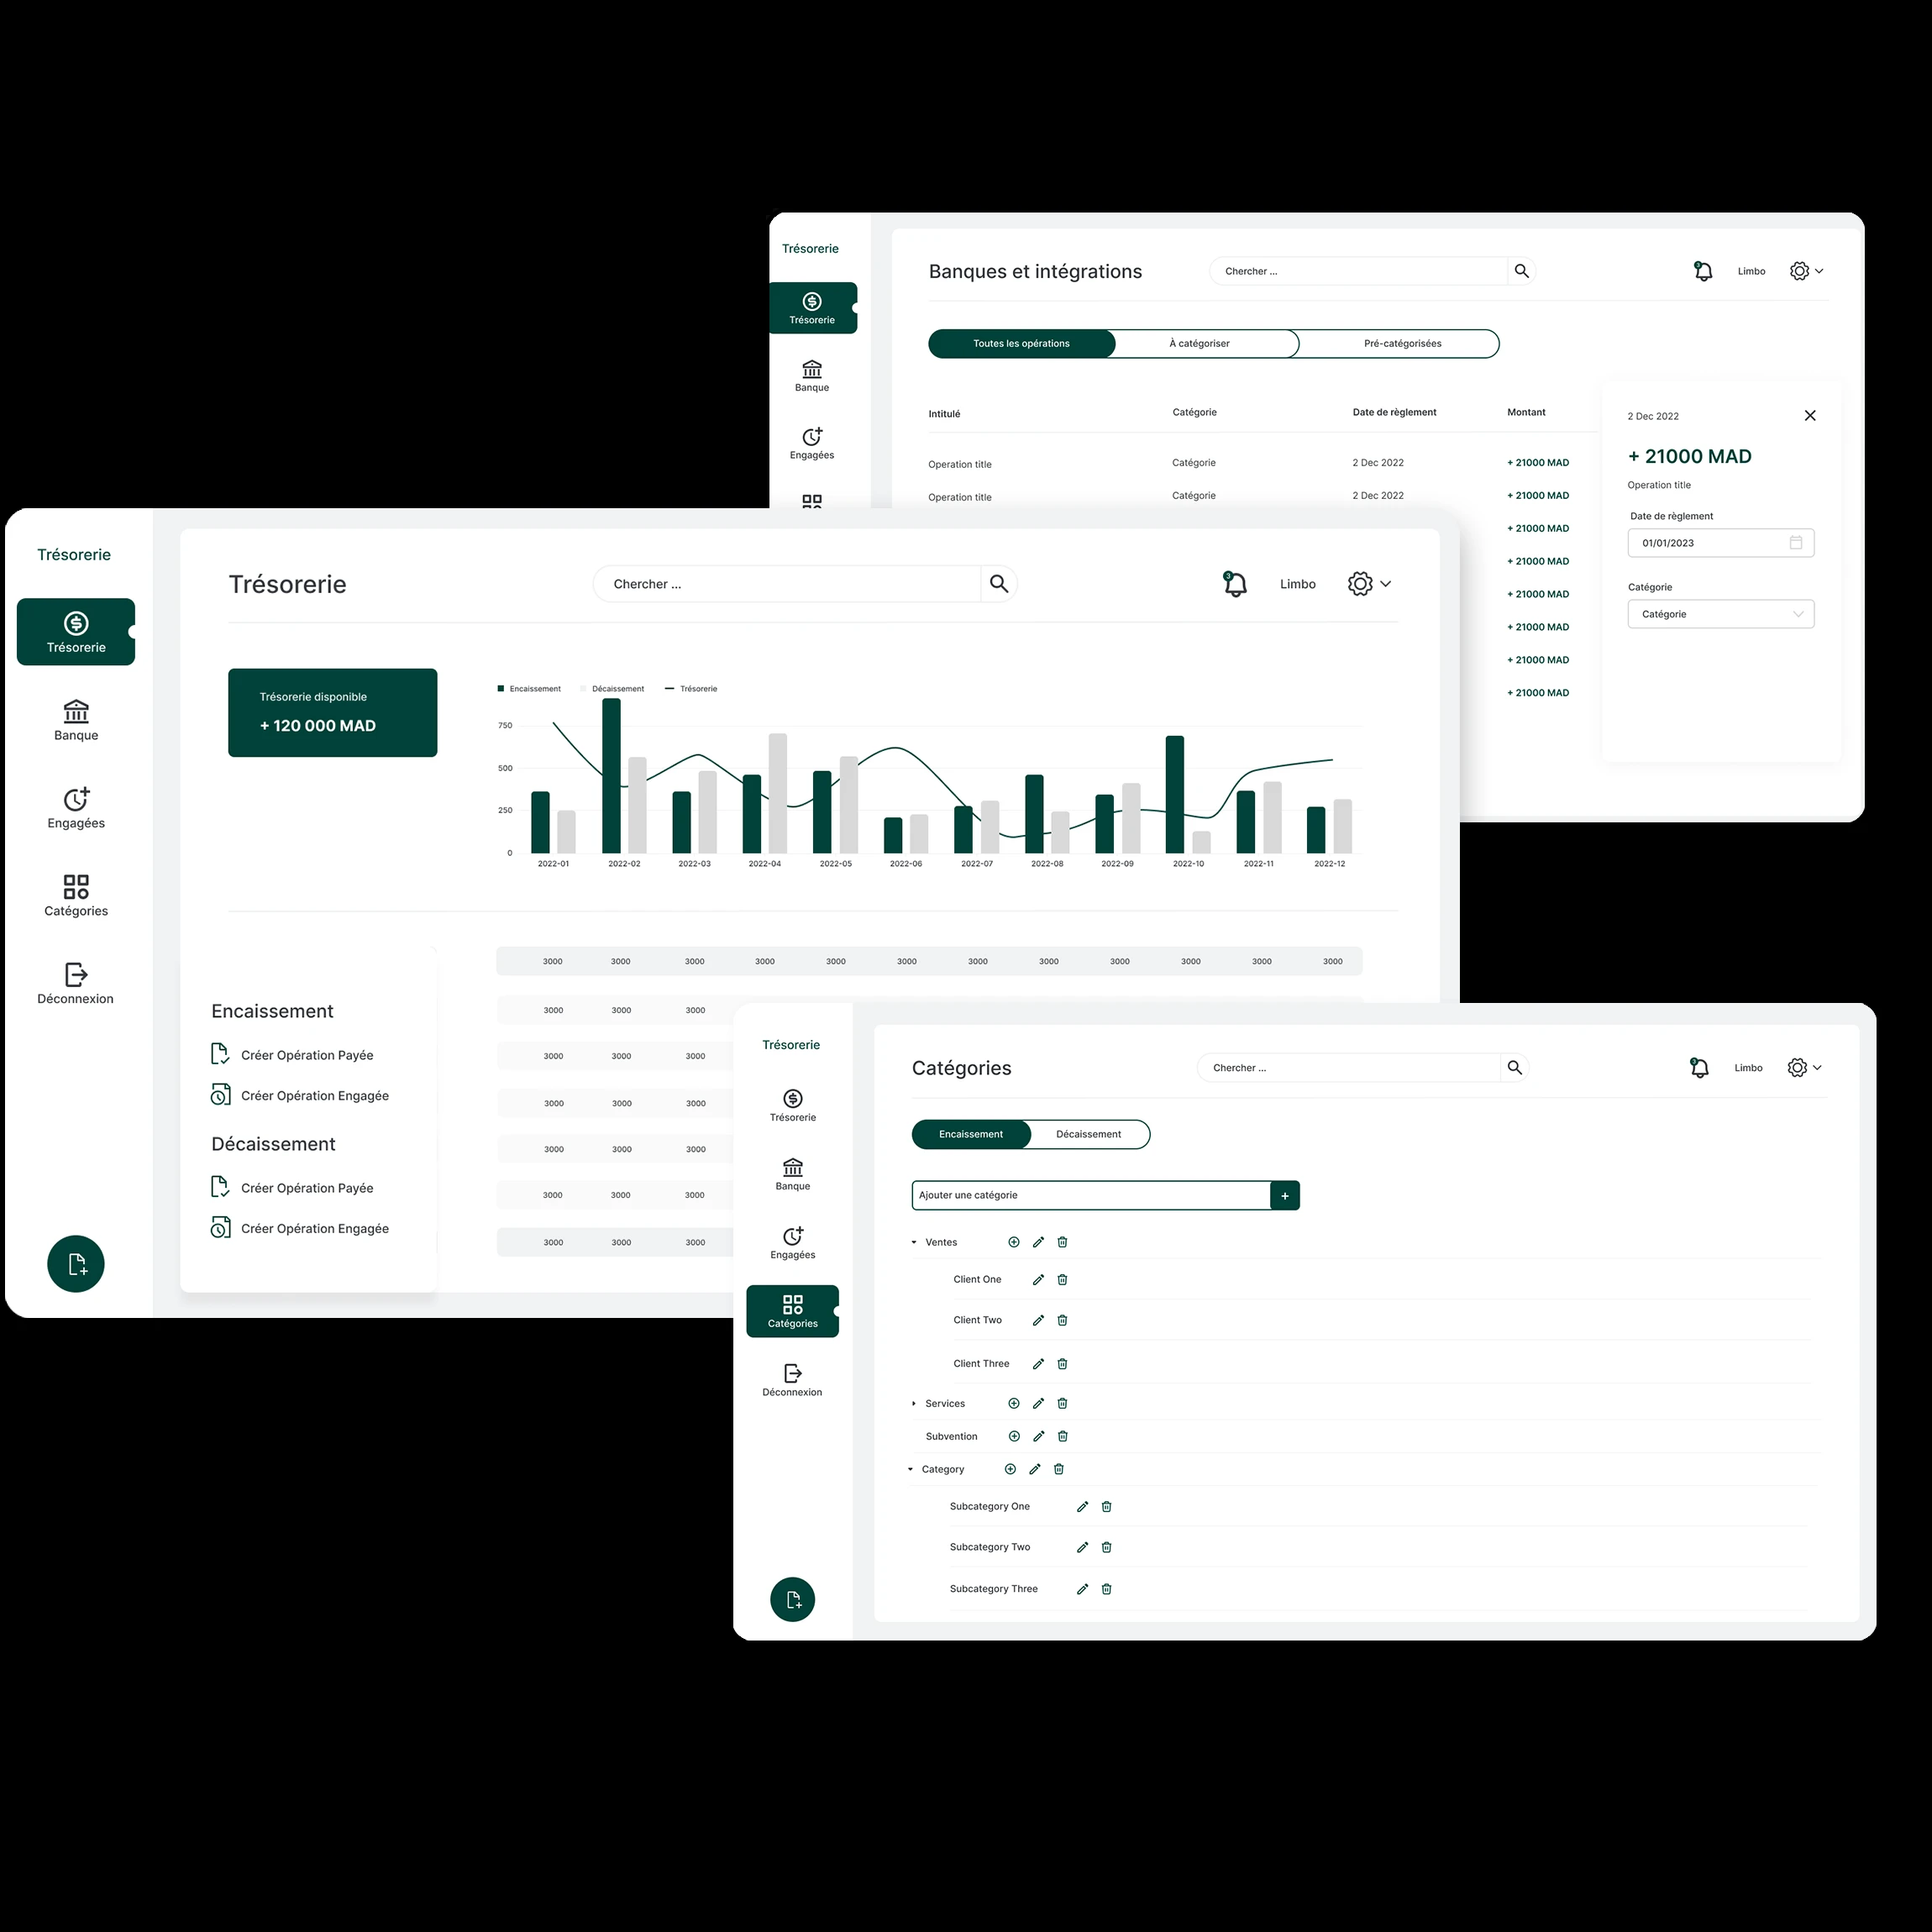 Trésorerie
Banques et intégrations
Chercher ...
3
Limbo
Trésorerie
Banque
Engagées
Toutes les opérations
À catégoriser
Pré-catégorisées
Intitulé Catégorie Date de règlement Montant
Operation title Catégorie 2 Dec 2022 + 21000 MAD
Operation title Catégorie 2 Dec 2022 + 21000 MAD
+ 21000 MAD
+ 21000 MAD
+ 21000 MAD
+ 21000 MAD
+ 21000 MAD
+ 21000 MAD
2 Dec 2022
+ 21000 MAD
Operation title
Date de règlement
01/01/2023
Catégorie
Catégorie
Trésorerie
Trésorerie
Banque
Engagées
Catégories
Déconnexion
Trésorerie
Chercher ...
3
Limbo
Trésorerie disponible
+ 120 000 MAD
Encaissement Décaissement Trésorerie
750
500
250
0
2022-01 2022-02 2022-03 2022-04 2022-05 2022-06 2022-07 2022-08 2022-09 2022-10 2022-11 2022-12
3000 3000 3000 3000 3000 3000 3000 3000 3000 3000 3000 3000
3000 3000 3000
3000 3000 3000
3000 3000 3000
3000 3000 3000
3000 3000 3000
3000 3000 3000
Encaissement
Créer Opération Payée
Créer Opération Engagée
Décaissement
Créer Opération Payée
Créer Opération Engagée
Trésorerie
Trésorerie
Banque
Engagées
Catégories
Déconnexion
Catégories
Chercher ...
3
Limbo
Encaissement Décaissement
Ajouter une catégorie
+
Ventes
Client One
Client Two
Client Three
Services
Subvention
Category
Subcategory One
Subcategory Two
Subcategory Three